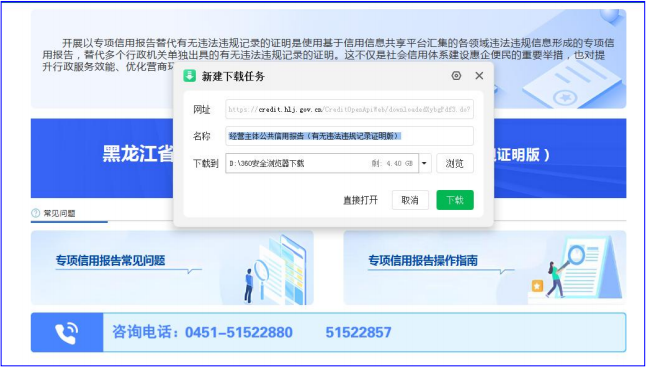 开展以专项信用报告替代有无违法违规记录的证明是使用基于信用信息共享平台汇集的各领域违法违规信息形成的专项信
用报告，替代多个行政机关单独出具的有无违法违规记录的证明。这不仅是社会信用体系建设惠企便民的重要举措，也对提
升行政服务效能、优化营商环
新建下载任务
网址 https://credit.hlj.gov.cn/CreditOpenApiWeb/downloadedXybgPdf3.do?
名称 经营主体公共信用报告（有无违法违规记录证明版）
下载到 D:\360安全浏览器下载 剩: 4.40 GB 浏览
直接打开 取消 下载
黑龙江省 证明版）
常见问题
专项信用报告常见问题 专项信用报告操作指南
咨询电话：0451-51522880 51522857